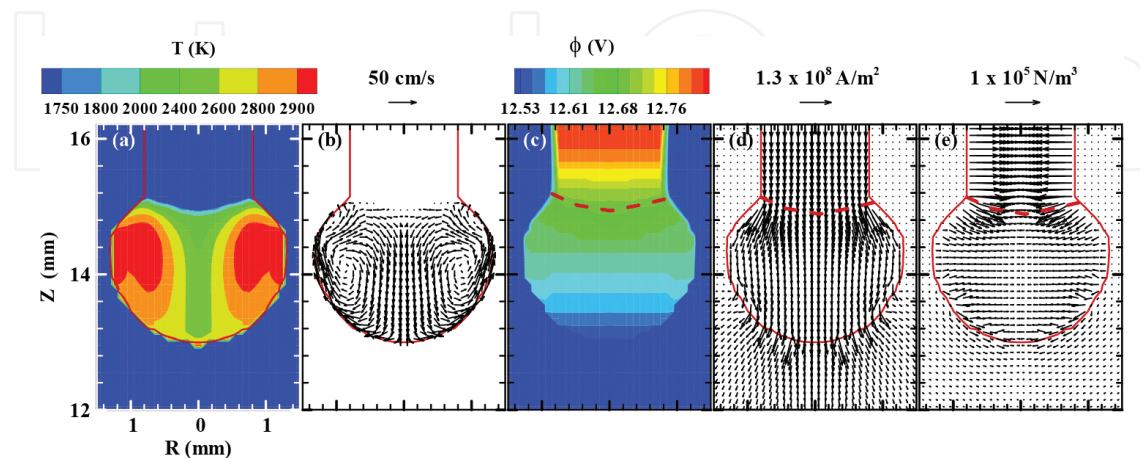 T (K)
1750 1800 2000 2400 2600 2800 2900
50 cm/s
ϕ (V)
12.53 12.61 12.68 12.76
1.3 x 10⁸ A/m²
1 x 10⁵ N/m³
(a) (b) (c) (d) (e)
16
14
12
Z (mm)
1 0 1
R (mm)